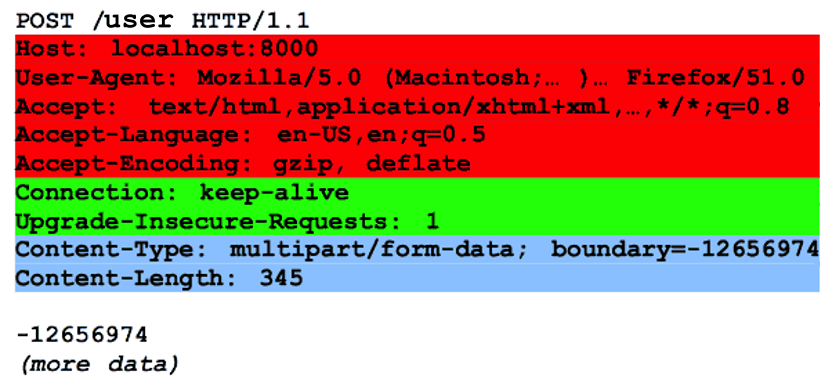 POST /user HTTP/1.1
Host: localhost:8000
User-Agent: Mozilla/5.0 (Macintosh;… )… Firefox/51.0
Accept: text/html,application/xhtml+xml,…,*/*;q=0.8
Accept-Language: en-US,en;q=0.5
Accept-Encoding: gzip, deflate
Connection: keep-alive
Upgrade-Insecure-Requests: 1
Content-Type: multipart/form-data; boundary=-12656974
Content-Length: 345
-12656974
(more data)